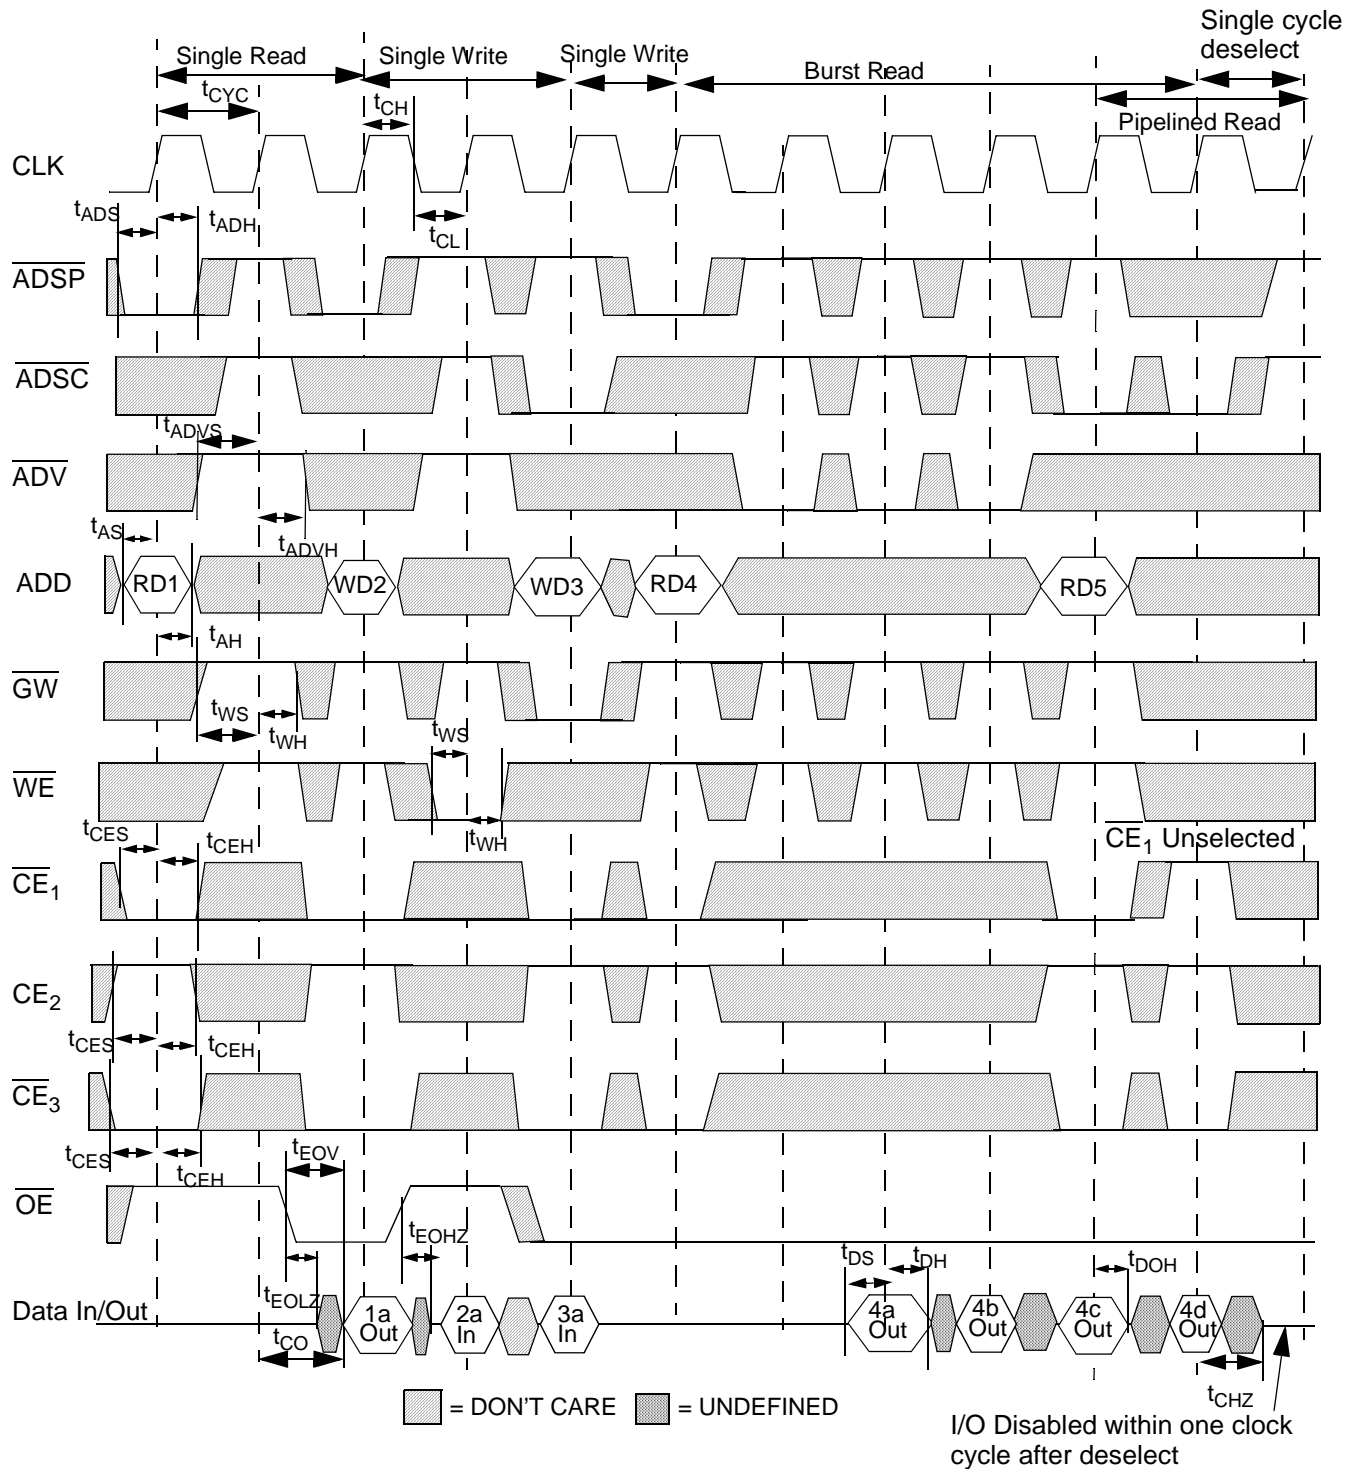 Single cycle
deselect
Single Read
Single Write
Single Write
Burst Read
tCYC
tCH
Pipelined Read
CLK
tADS
tADH
tCL
ADSP
ADSC
tADVS
ADV
tAS
tADVH
ADD
RD1
WD2
WD3
RD4
RD5
tAH
GW
tWS
tWH
tWS
WE
tCES
tCEH
tWH
CE1 Unselected
CE1
CE2
tCES
tCEH
CE3
tCES
tCEH
tEOV
OE
tEOHZ
tDS
tDH
tDOH
tEOLZ
Data In/Out
1a
Out
2a
In
3a
In
4a
Out
4b
Out
4c
Out
4d
Out
tCO
tCHZ
= DON'T CARE
= UNDEFINED
I/O Disabled within one clock
cycle after deselect